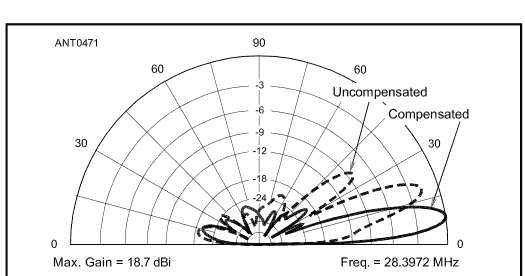 ANT0471
90
60
60
Uncompensated
Compensated
30
30
-3
-6
-9
-12
-18
-24
0
0
Max. Gain = 18.7 dBi
Freq. = 28.3972 MHz